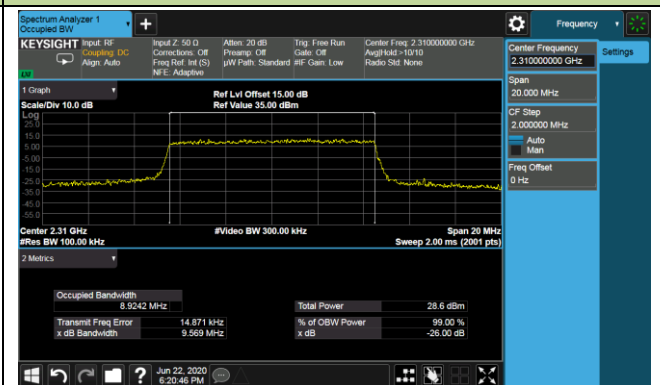 Spectrum Analyzer 1
Occupied BW
+
Frequency
KEYSIGHT
Input: RF
Coupling: DC
Align: Auto
Input Z: 50 Ω
Corrections: Off
Freq Ref: Int (S)
NFE: Adaptive
Atten: 20 dB
Preamp: Off
µW Path: Standard
Trig: Free Run
Gate: Off
#IF Gain: Low
Center Freq: 2.310000000 GHz
Avg|Hold:>10/10
Radio Std: None
Center Frequency
2.310000000 GHz
Settings
Span
20.000 MHz
CF Step
2.000000 MHz
Auto
Man
Freq Offset
0 Hz
1 Graph
Scale/Div 10.0 dB
Ref Lvl Offset 15.00 dB
Ref Value 35.00 dBm
Log
25.0
15.0
5.00
-5.00
-15.0
-25.0
-35.0
-45.0
-55.0
Center 2.31 GHz
#Video BW 300.00 kHz
Span 20 MHz
#Res BW 100.00 kHz
Sweep 2.00 ms (2001 pts)
2 Metrics
Occupied Bandwidth
8.9242 MHz
Total Power 28.6 dBm
Transmit Freq Error 14.871 kHz
% of OBW Power 99.00 %
x dB Bandwidth 9.569 MHz
x dB -26.00 dB
?
Jun 22, 2020
6:20:46 PM